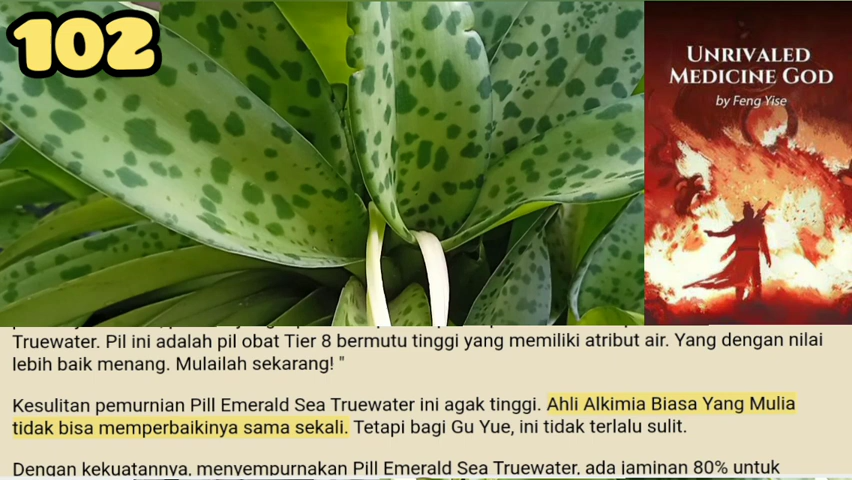 102
UNRIVALED
MEDICINE GOD
by Feng Yise
Truewater. Pil ini adalah pil obat Tier 8 bermutu tinggi yang memiliki atribut air. Yang dengan nilai
lebih baik menang. Mulailah sekarang! "
Kesulitan pemurnian Pill Emerald Sea Truewater ini agak tinggi. Ahli Alkimia Biasa Yang Mulia
tidak bisa memperbaikinya sama sekali. Tetapi bagi Gu Yue, ini tidak terlalu sulit.
Dengan kekuatannya, menyempurnakan Pill Emerald Sea Truewater, ada jaminan 80% untuk